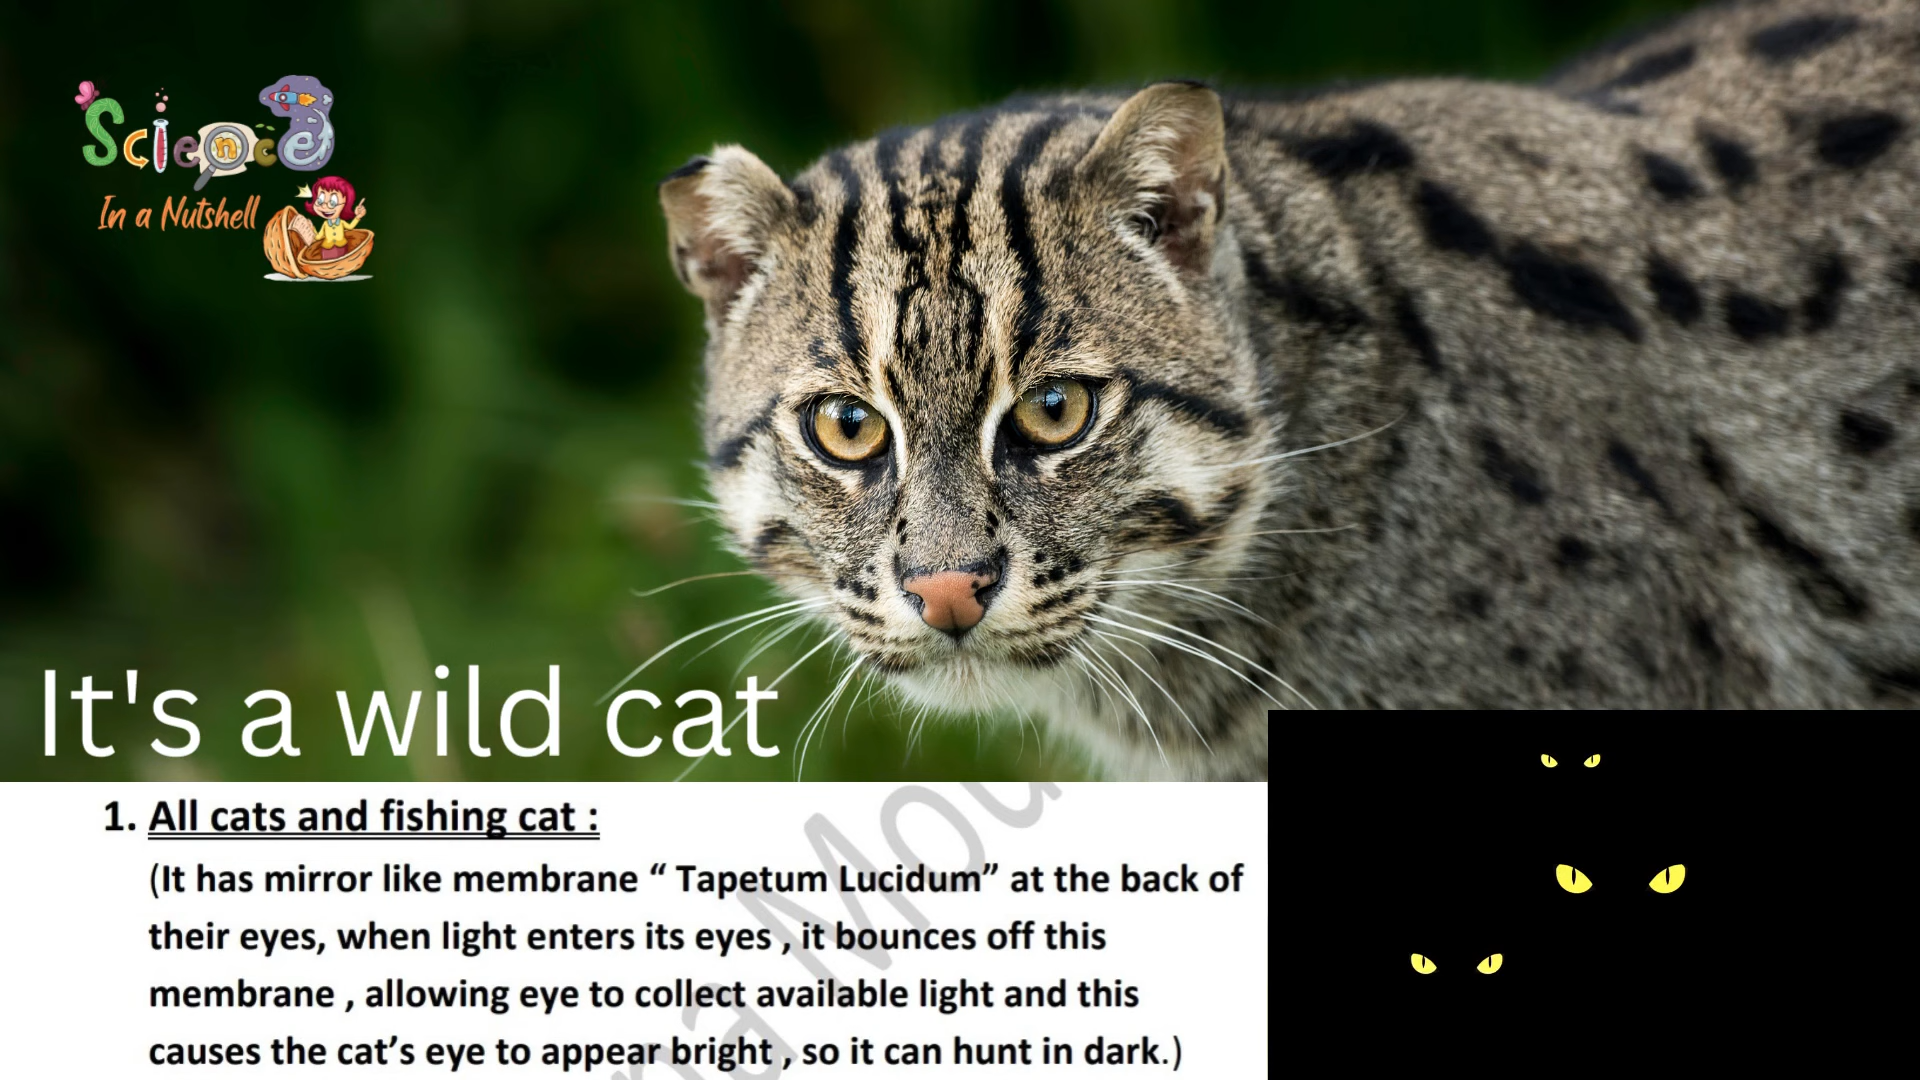 Science
In a Nutshell
It's a wild cat
1. All cats and fishing cat :
(It has mirror like membrane “ Tapetum Lucidum” at the back of
their eyes, when light enters its eyes , it bounces off this
membrane , allowing eye to collect available light and this
causes the cat’s eye to appear bright , so it can hunt in dark.)